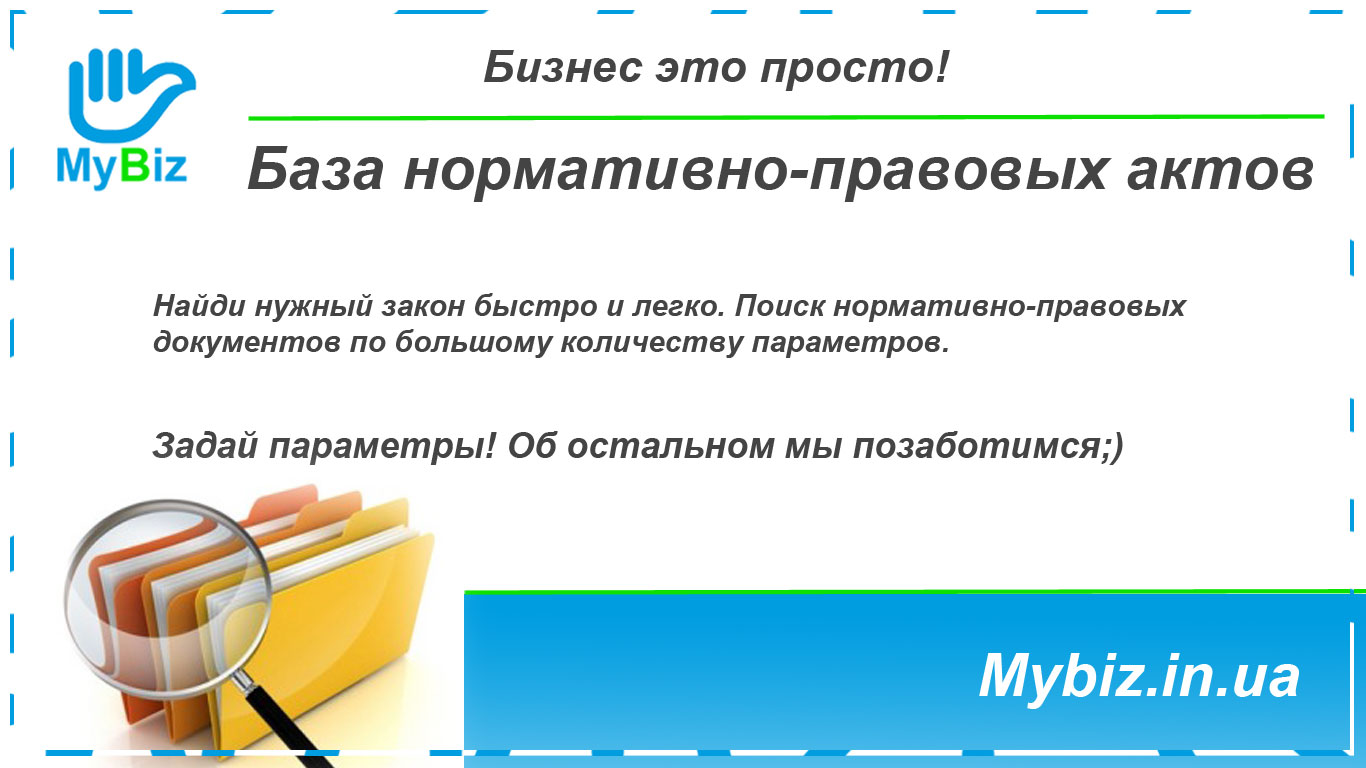 Бизнес это просто!
MyBiz
База нормативно-правовых актов
Найди нужный закон быстро и легко. Поиск нормативно-правовых
документов по большому количеству параметров.
Задай параметры! Об остальном мы позаботимся;)
Mybiz.in.ua